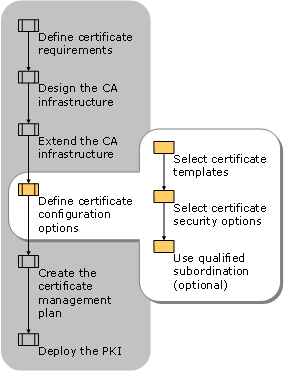 Define certificate
requirements
Design the CA
infrastructure
Extend the CA
infrastructure
Define certificate
configuration
options
Create the
certificate
management
plan
Deploy the PKI
Select certificate
templates
Select certificate
security options
Use qualified
subordination
(optional)